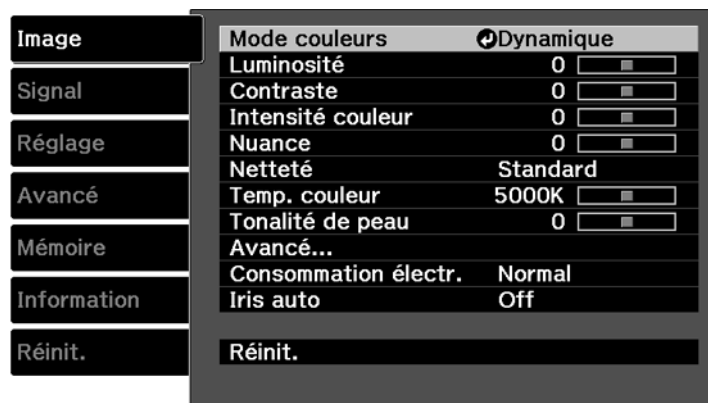 Image
Signal
Réglage
Avancé
Mémoire
Information
Réinit.
Mode couleurs Dynamique
Luminosité 0
Contraste 0
Intensité couleur 0
Nuance 0
Netteté Standard
Temp. couleur 5000K
Tonalité de peau 0
Avancé...
Consommation électr. Normal
Iris auto Off
Réinit.